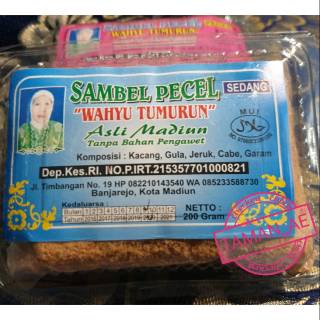 SAMBEL PECEL
SEDANG
"WAHYU TUMURUN"
Asli Madiun
Tanpa Bahan Pengawet
MUI
Komposisi : Kacang, Gula, Jeruk, Cabe, Garam
Dep.Kes.RI. NO.P.IRT.215357701000821
Jl. Timbangan No. 19 HP 082210143540 WA 085233588730
Banjarejo, Kota Madiun
Kedaluarsa :
Bulan
Tahun
NETTO :
200 Gram